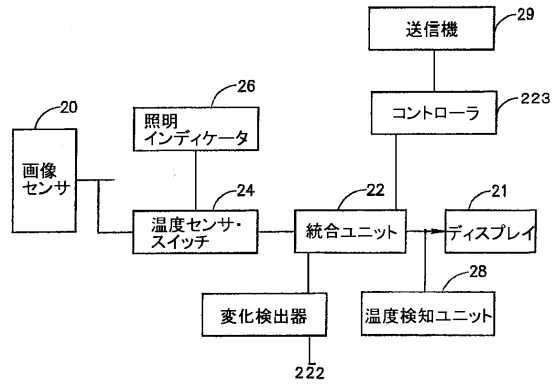 送信機
29
コントローラ
223
照明
インディケータ
26
画像
センサ
20
温度センサ・
スイッチ
24
統合ユニット
22
ディスプレイ
21
変化検出器
222
温度検知ユニット
28